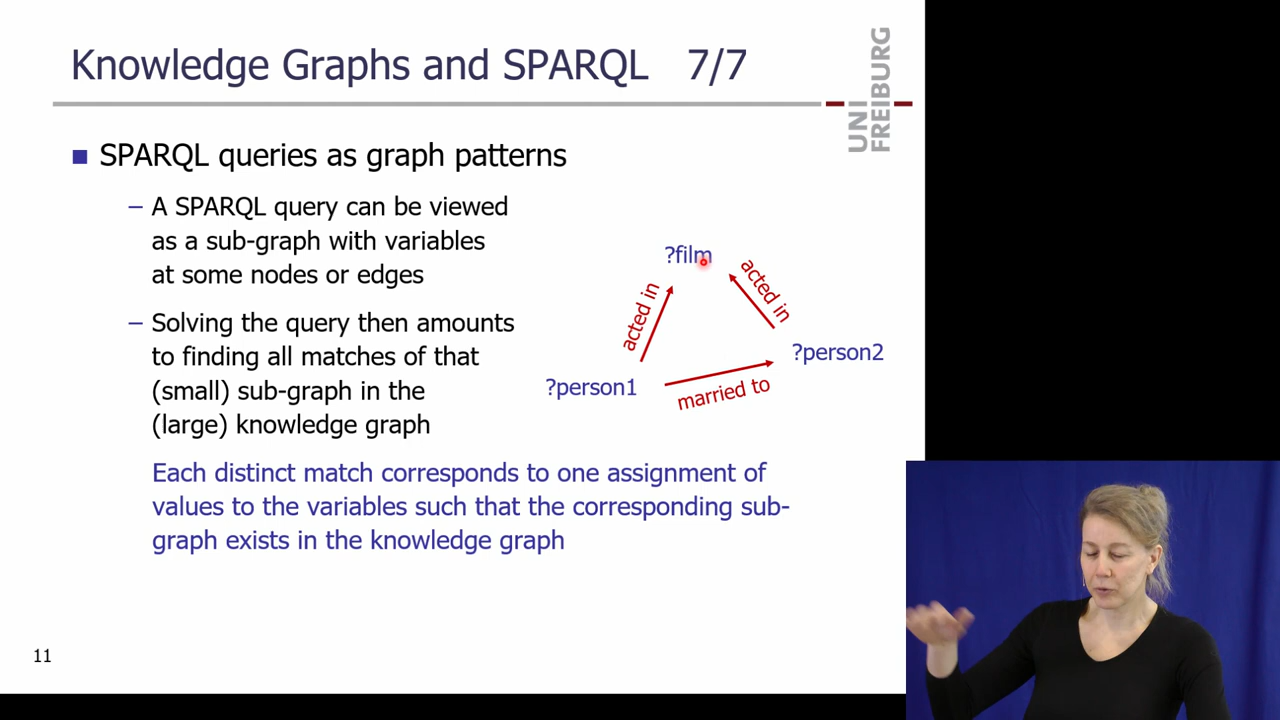 Knowledge Graphs and SPARQL 7/7
UNI
FREIBURG
SPARQL queries as graph patterns
– A SPARQL query can be viewed
as a sub-graph with variables
at some nodes or edges
– Solving the query then amounts
to finding all matches of that
(small) sub-graph in the
(large) knowledge graph
Each distinct match corresponds to one assignment of
values to the variables such that the corresponding sub-
graph exists in the knowledge graph
?film
acted in
acted in
?person2
?person1
married to
11